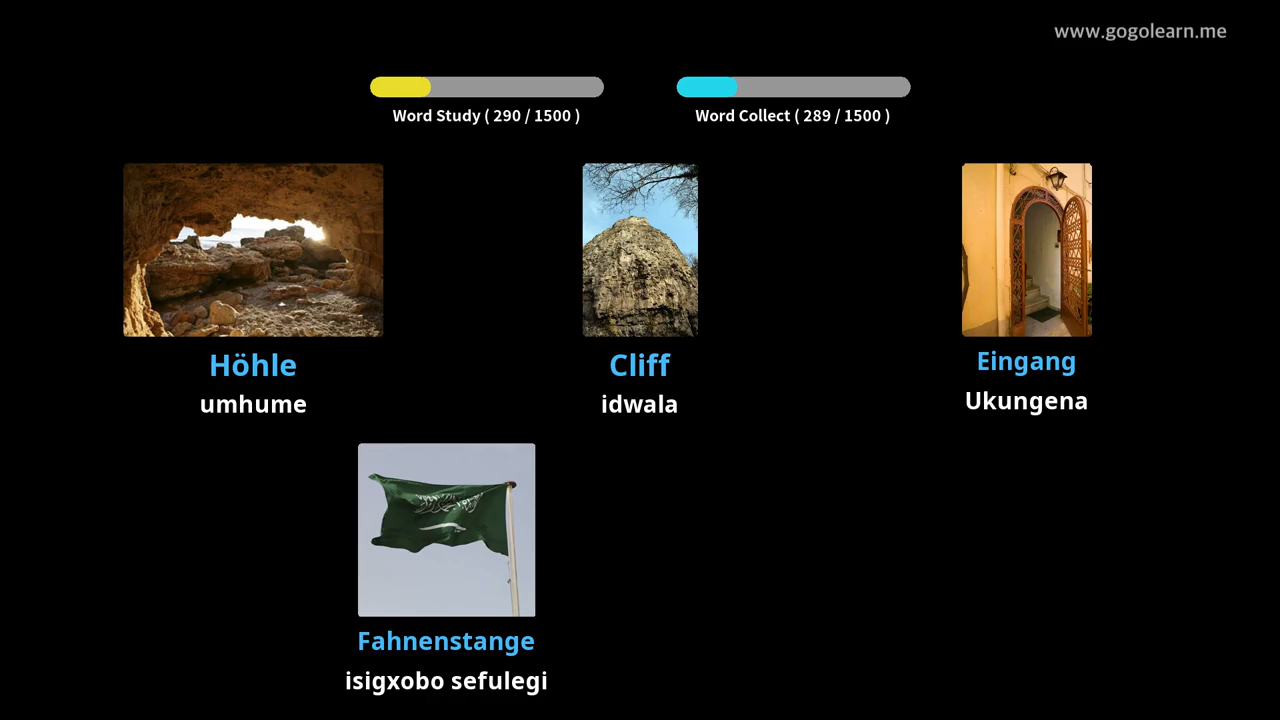 www.gogolearn.me
Word Study ( 290 / 1500 )
Word Collect ( 289 / 1500 )
Höhle
Cliff
Eingang
umhume
idwala
Ukungena
Fahnenstange
isigxobo sefulegi